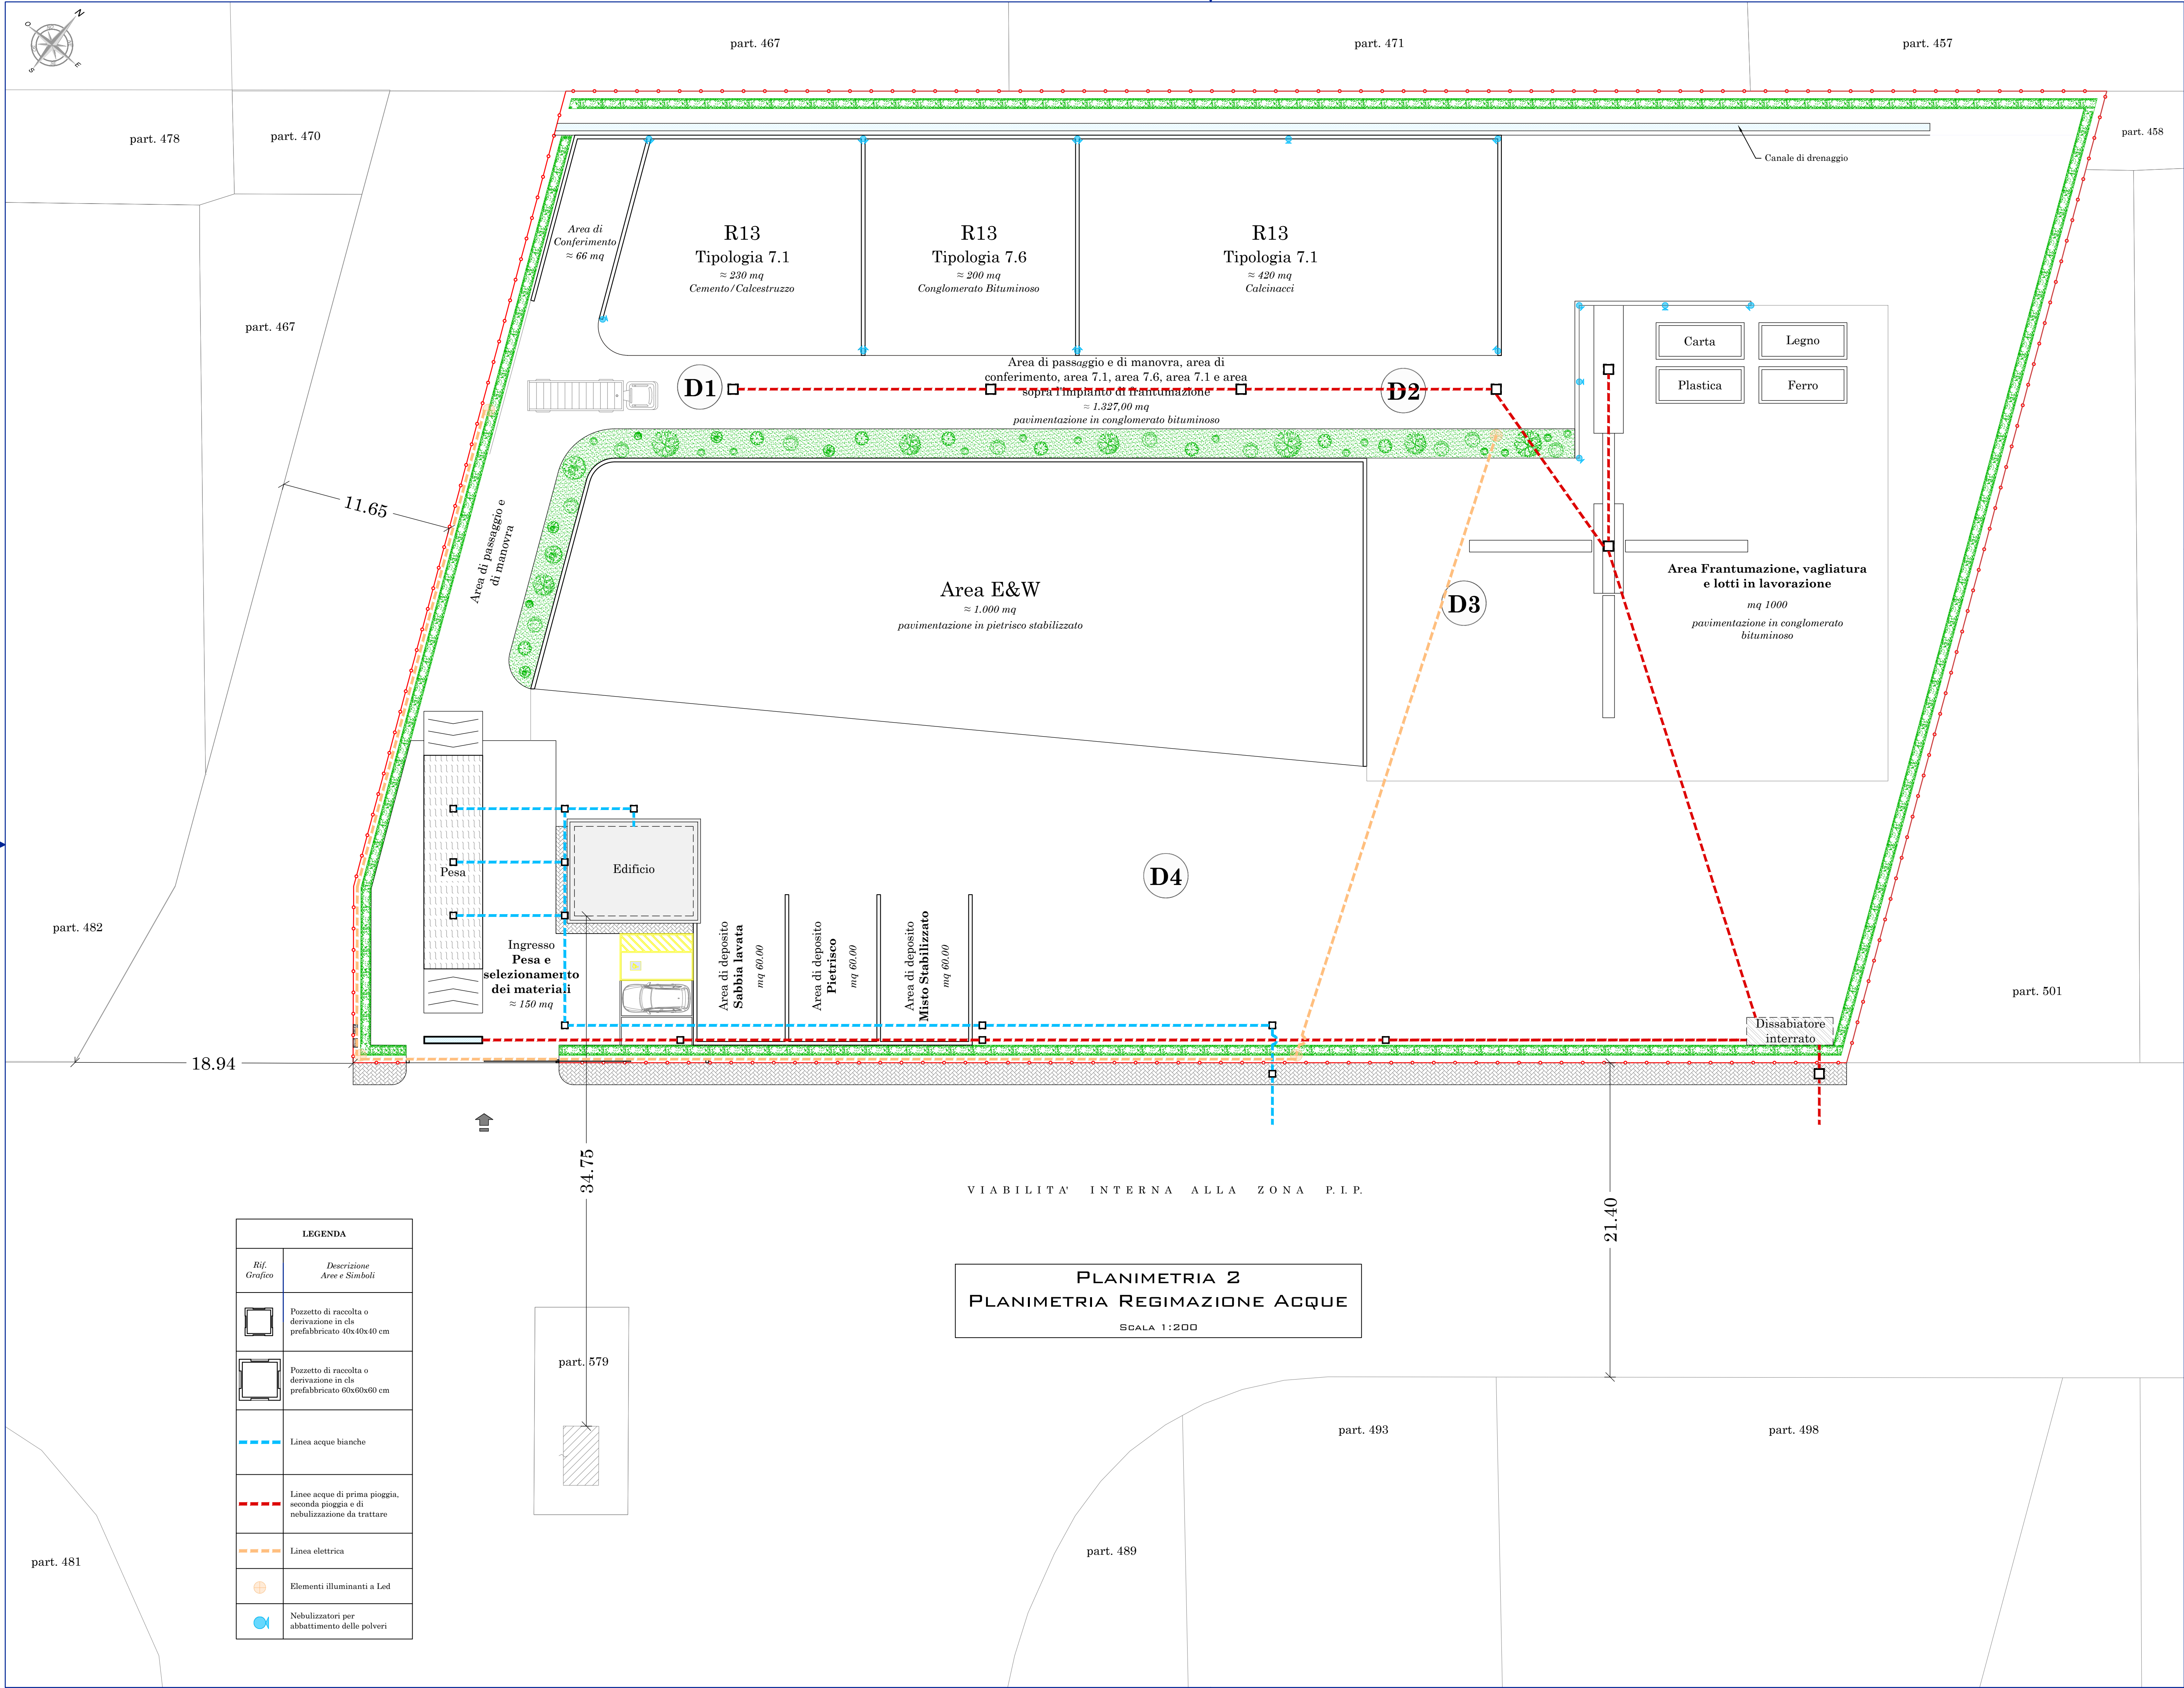 N
O
E
S
part. 467
part. 471
part. 457
part. 478
part. 470
part. 458
Canale di drenaggio
Area di
Conferimento
≈ 66 mq
R13
Tipologia 7.1
≈ 230 mq
Cemento/Calcestruzzo
R13
Tipologia 7.6
≈ 200 mq
Conglomerato Bituminoso
R13
Tipologia 7.1
≈ 420 mq
Calcinacci
part. 467
Carta
Legno
Plastica
Ferro
D1
Area di passaggio e di manovra, area di
conferimento, area 7.1, area 7.6, area 7.1 e area
sopra l'impianto di frantumazione
≈ 1.327,00 mq
pavimentazione in conglomerato bituminoso
D2
11.65
Area di passaggio e
di manovra
Area E&W
≈ 1.000 mq
pavimentazione in pietrisco stabilizzato
D3
Area Frantumazione, vagliatura
e lotti in lavorazione
mq 1000
pavimentazione in conglomerato
bituminoso
Pesa
Edificio
D4
part. 482
Ingresso
Pesa e
selezionamento
dei materiali
≈ 150 mq
Area di deposito
Sabbia lavata
mq 60.00
Area di deposito
Pietrisco
mq 60.00
Area di deposito
Misto Stabilizzato
mq 60.00
part. 501
Dissabiatore
interrato
18.94
34.75
21.40
VIABILITA' INTERNA ALLA ZONA P.I.P.
Planimetria 2
Planimetria Regimazione Acque
Scala 1:200
LEGENDA
Rif.
Grafico
Descrizione
Aree e Simboli
Pozzetto di raccolta o
derivazione in cls
prefabbricato 40x40x40 cm
Pozzetto di raccolta o
derivazione in cls
prefabbricato 60x60x60 cm
Linea acque bianche
Linee acque di prima pioggia,
seconda pioggia e di
nebulizzazione da trattare
Linea elettrica
Elementi illuminanti a Led
Nebulizzatori per
abbattimento delle polveri
part. 579
part. 493
part. 498
part. 489
part. 481